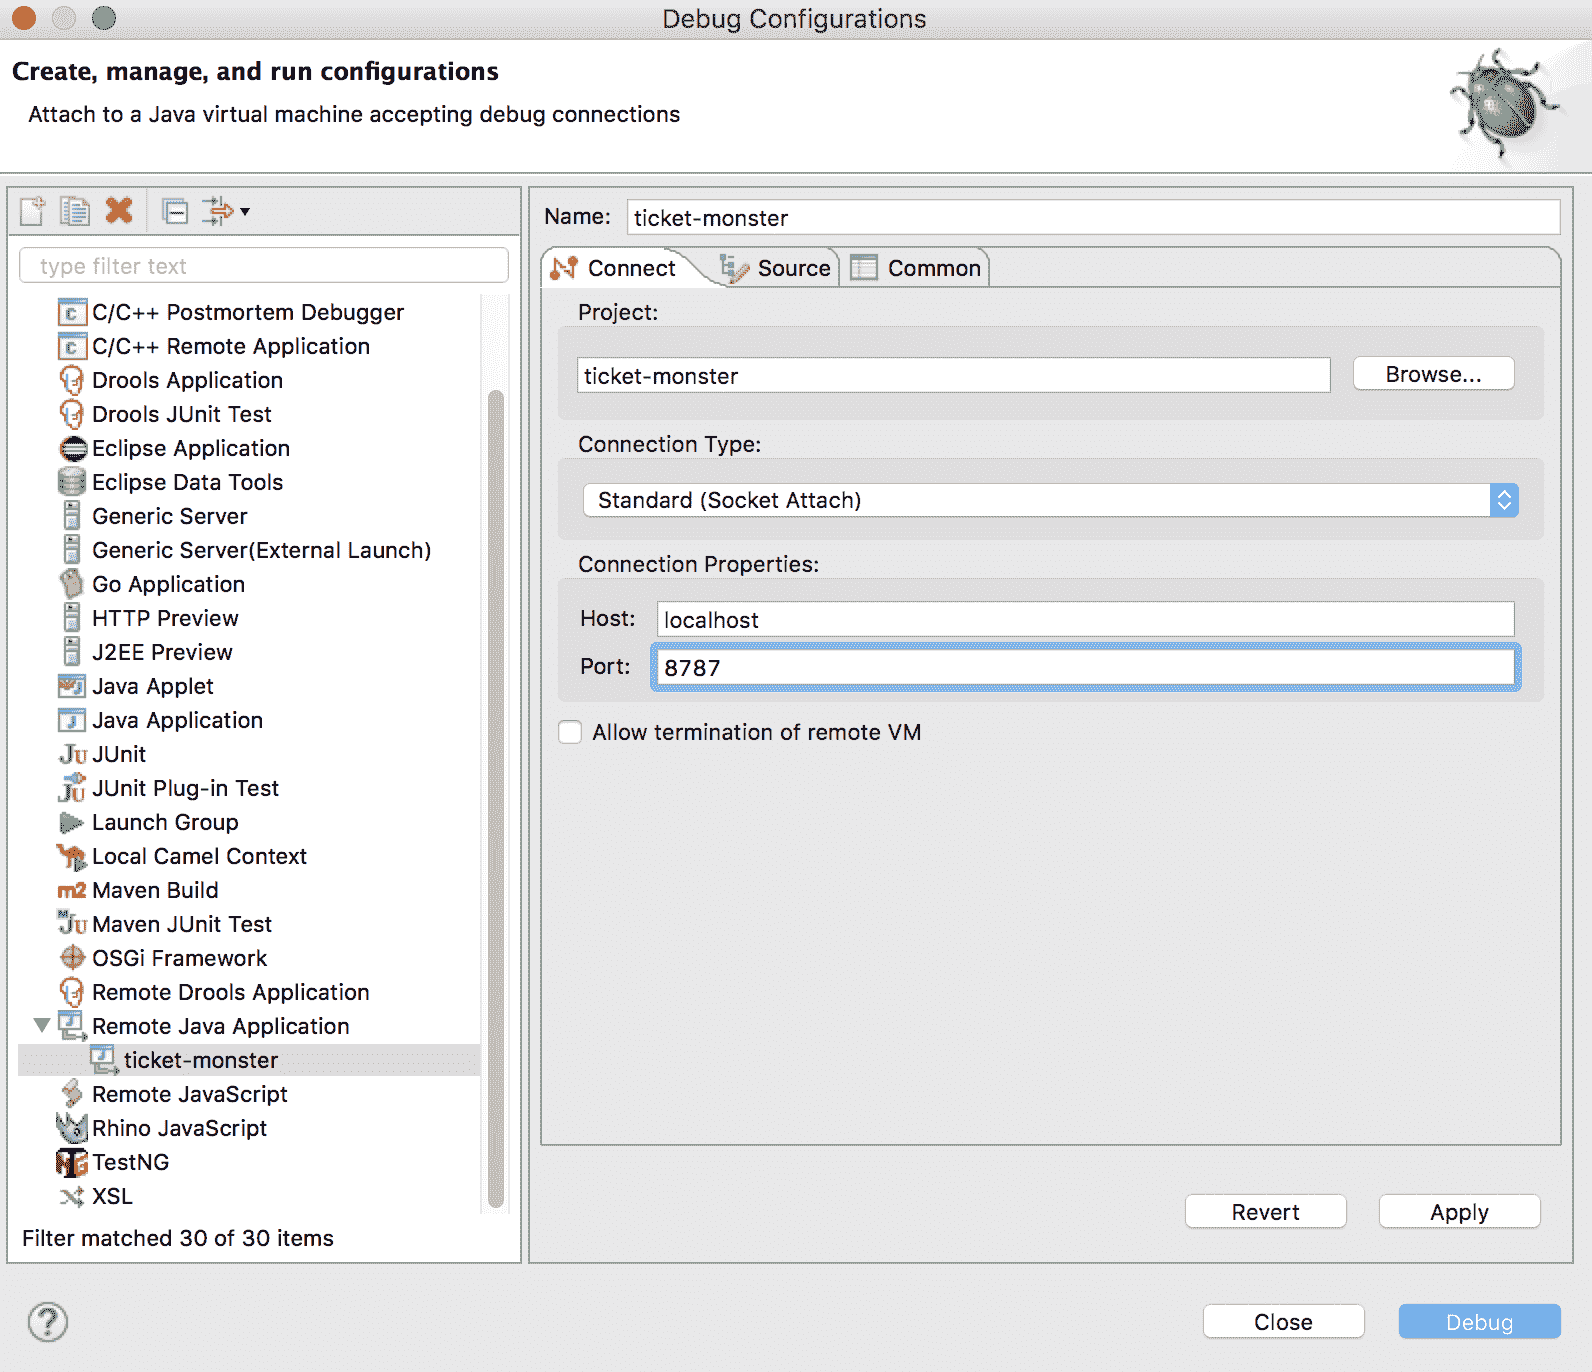 Debug Configurations
Create, manage, and run configurations
Attach to a Java virtual machine accepting debug connections
type filter text
C/C++ Postmortem Debugger
C/C++ Remote Application
Drools Application
Drools JUnit Test
Eclipse Application
Eclipse Data Tools
Generic Server
Generic Server(External Launch)
Go Application
HTTP Preview
J2EE Preview
Java Applet
Java Application
JUnit
JUnit Plug-in Test
Launch Group
Local Camel Context
Maven Build
Maven JUnit Test
OSGi Framework
Remote Drools Application
Remote Java Application
ticket-monster
Remote JavaScript
Rhino JavaScript
TestNG
XSL
Filter matched 30 of 30 items
Name: ticket-monster
Connect Source Common
Project:
ticket-monster Browse...
Connection Type:
Standard (Socket Attach)
Connection Properties:
Host: localhost
Port: 8787
Allow termination of remote VM
Revert Apply
? Close Debug